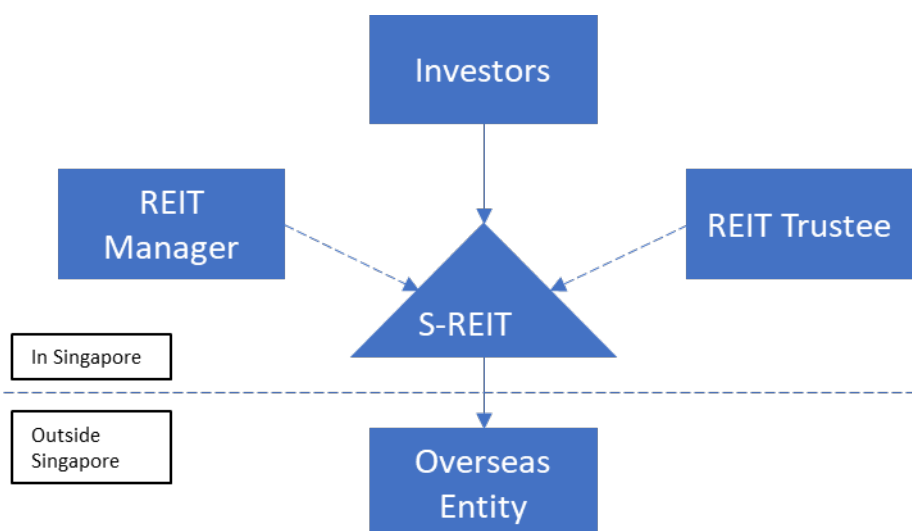 Investors
REIT
Manager
REIT Trustee
S-REIT
In Singapore
Outside
Singapore
Overseas
Entity